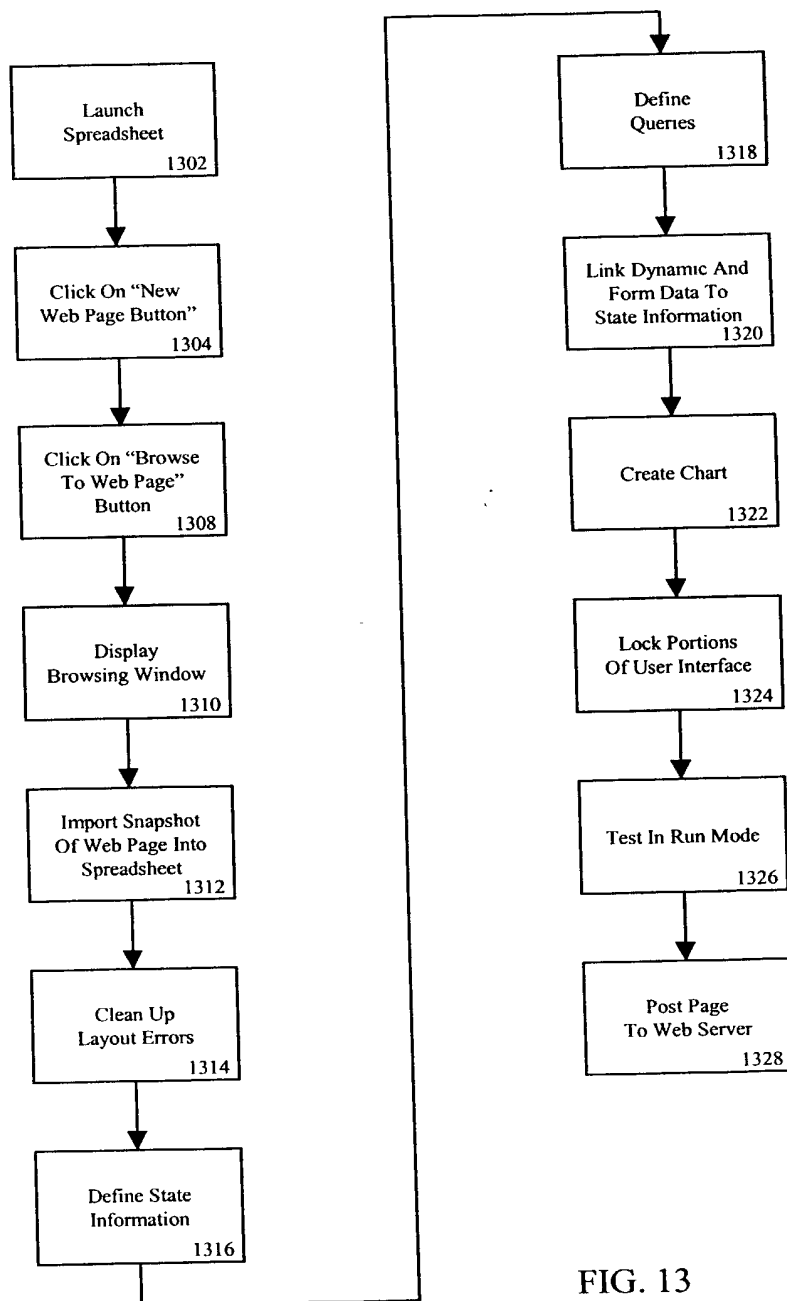 Launch
Spreadsheet
1302
Click On “New
Web Page Button”
1304
Click On “Browse
To Web Page”
Button
1308
Display
Browsing Window
1310
Import Snapshot
Of Web Page Into
Spreadsheet
1312
Clean Up
Layout Errors
1314
Define State
Information
1316
Define
Queries
1318
Link Dynamic And
Form Data To
State Information
1320
Create Chart
1322
Lock Portions
Of User Interface
1324
Test In Run Mode
1326
Post Page
To Web Server
1328
FIG. 13